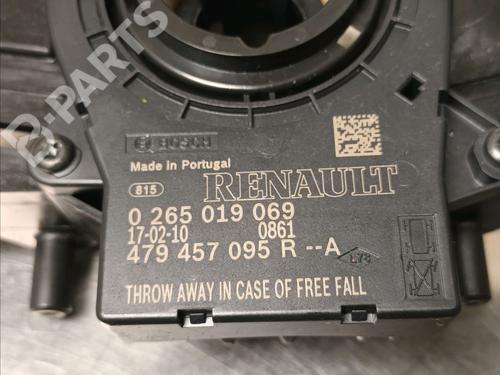 B-PARTS
BOSCH
Made in Portugal
815
RENAULT
0 265 019 069
17-02-10 0861
479 457 095 R --A
THROW AWAY IN CASE OF FREE FALL